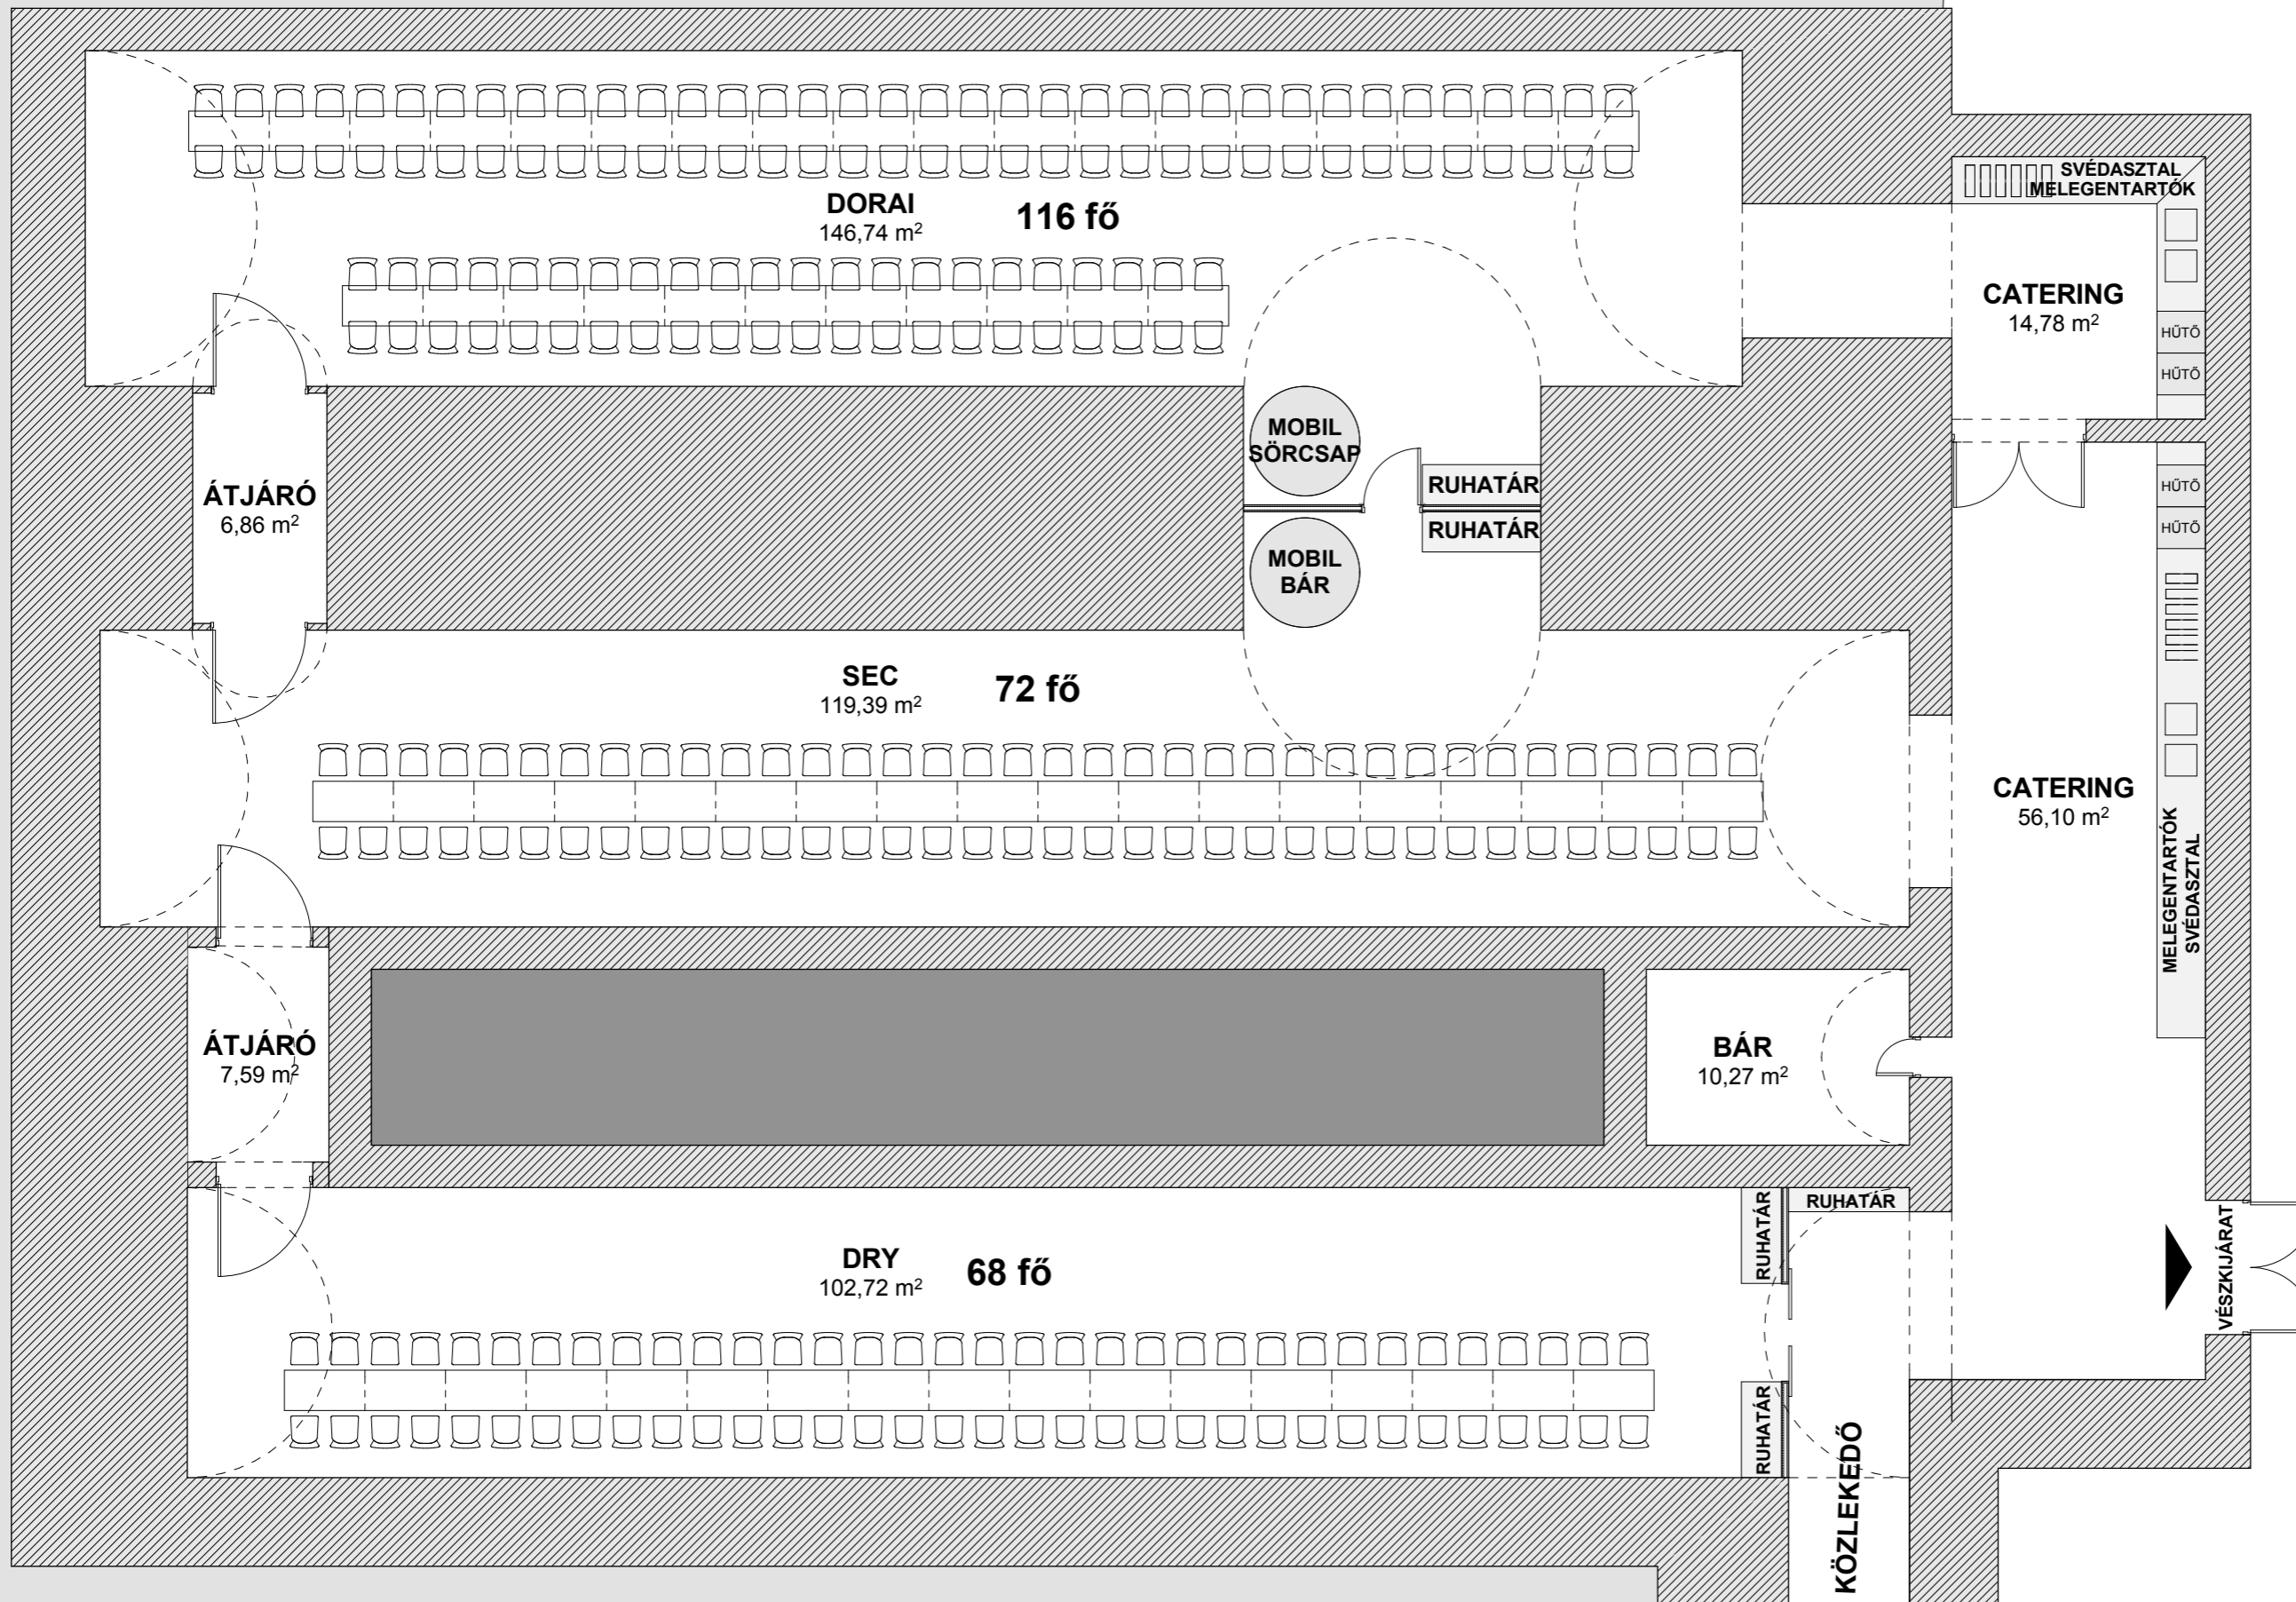 SVÉDASZTAL
MELEGENTARTÓK
DORAI
146,74 m²
116 fő
CATERING
14,78 m²
HŰTŐ
HŰTŐ
MOBIL
SÖRCSAP
RUHATÁR
RUHATÁR
MOBIL
BÁR
ÁTJÁRÓ
6,86 m²
HŰTŐ
HŰTŐ
SEC
119,39 m²
72 fő
CATERING
56,10 m²
MELEGENTARTÓK
SVÉDASZTAL
ÁTJÁRÓ
7,59 m²
BÁR
10,27 m²
RUHATÁR
RUHATÁR
DRY
102,72 m²
68 fő
VÉSZKIJÁRAT
RUHATÁR
KÖZLEKEDŐ